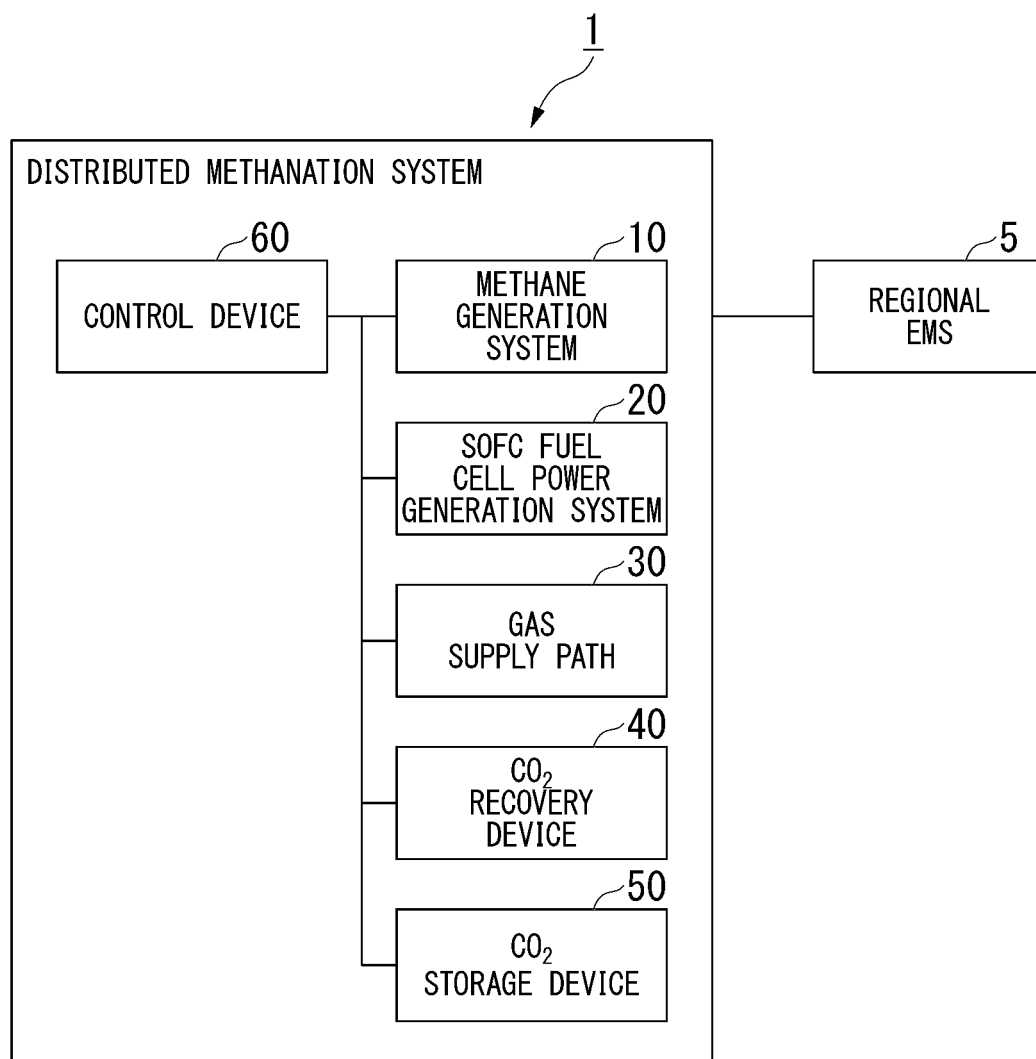 1
DISTRIBUTED METHANATION SYSTEM
60
CONTROL DEVICE
10
METHANE
GENERATION
SYSTEM
5
REGIONAL
EMS
20
SOFC FUEL
CELL POWER
GENERATION SYSTEM
30
GAS
SUPPLY PATH
40
CO₂
RECOVERY
DEVICE
50
CO₂
STORAGE DEVICE